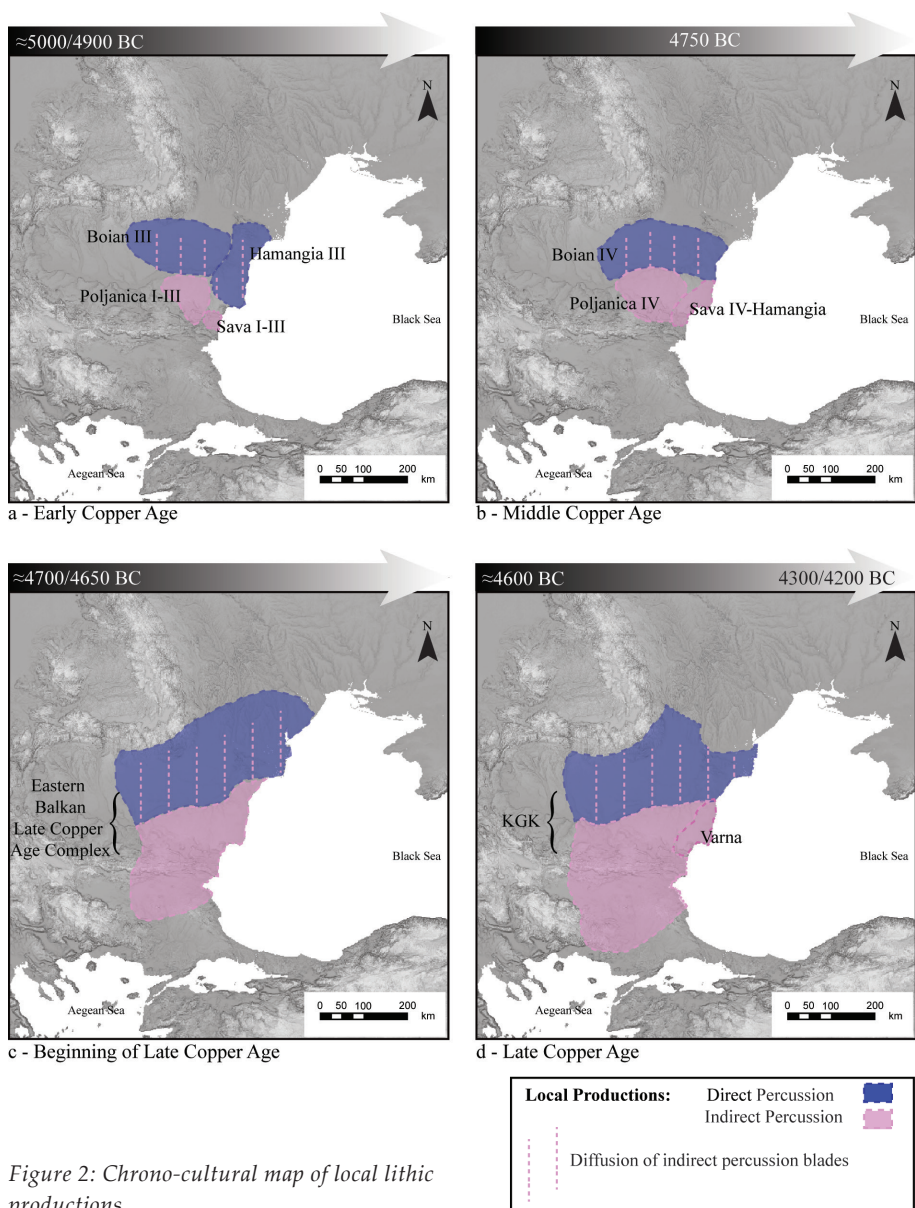 ≈5000/4900 BC
N
Boian III
Hamangia III
Poljanica I-III
Sava I-III
Black Sea
Aegean Sea
0 50 100 200
km
a - Early Copper Age
4750 BC
N
Boian IV
Poljanica IV
Sava IV-Hamangia
Black Sea
Aegean Sea
0 50 100 200
km
b - Middle Copper Age
≈4700/4650 BC
N
Eastern
Balkan
Late Copper
Age Complex
Black Sea
Aegean Sea
0 50 100 200
km
c - Beginning of Late Copper Age
≈4600 BC 4300/4200 BC
N
KGK
Varna
Black Sea
Aegean Sea
0 50 100 200
km
d - Late Copper Age
Local Productions: Direct Percussion
Indirect Percussion
Diffusion of indirect percussion blades
Figure 2: Chrono-cultural map of local lithic
productions